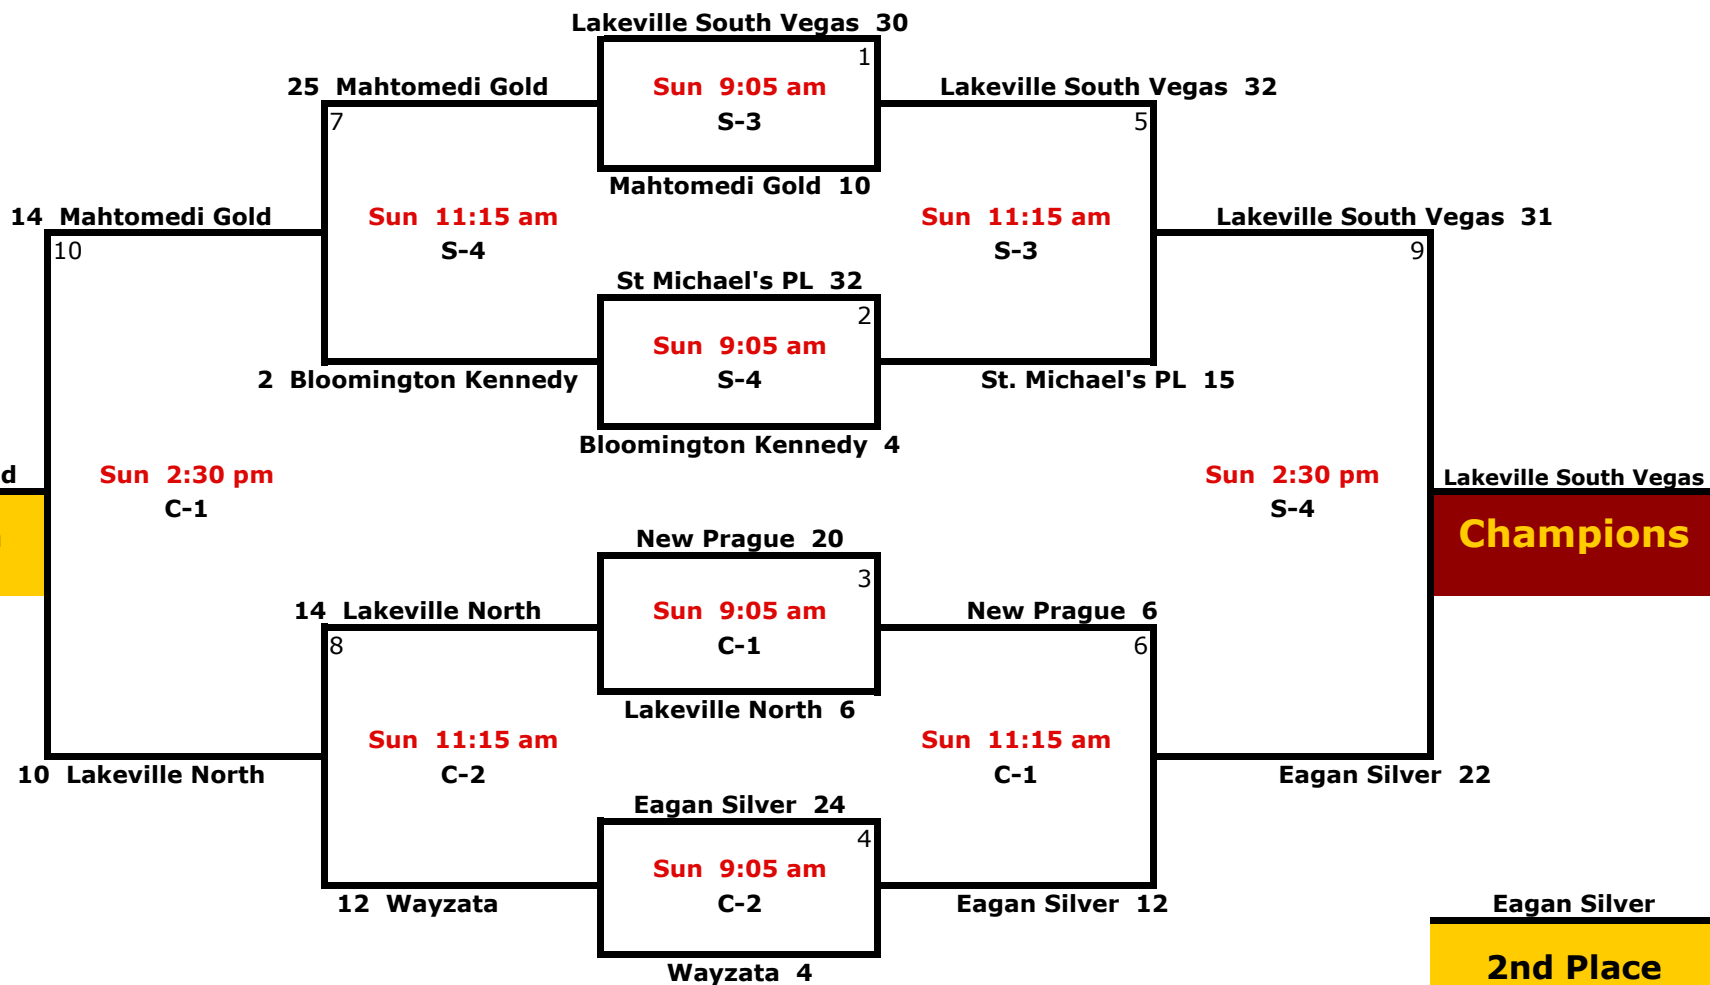 Lakeville South Vegas 30
1
25 Mahtomedi Gold
Sun 9:05 am
Lakeville South Vegas 32
7
S-3
5
Mahtomedi Gold 10
14 Mahtomedi Gold
Sun 11:15 am
Sun 11:15 am
Lakeville South Vegas 31
10
S-4
S-3
9
St Michael's PL 32
2
Sun 9:05 am
2 Bloomington Kennedy
S-4
St. Michael's PL 15
Bloomington Kennedy 4
d
Sun 2:30 pm
Sun 2:30 pm
Lakeville South Vegas
C-1
S-4
Champions
New Prague 20
3
14 Lakeville North
Sun 9:05 am
New Prague 6
8
C-1
6
Lakeville North 6
Sun 11:15 am
Sun 11:15 am
10 Lakeville North
C-2
C-1
Eagan Silver 22
Eagan Silver 24
4
Sun 9:05 am
12 Wayzata
C-2
Eagan Silver 12
Eagan Silver
Wayzata 4
2nd Place